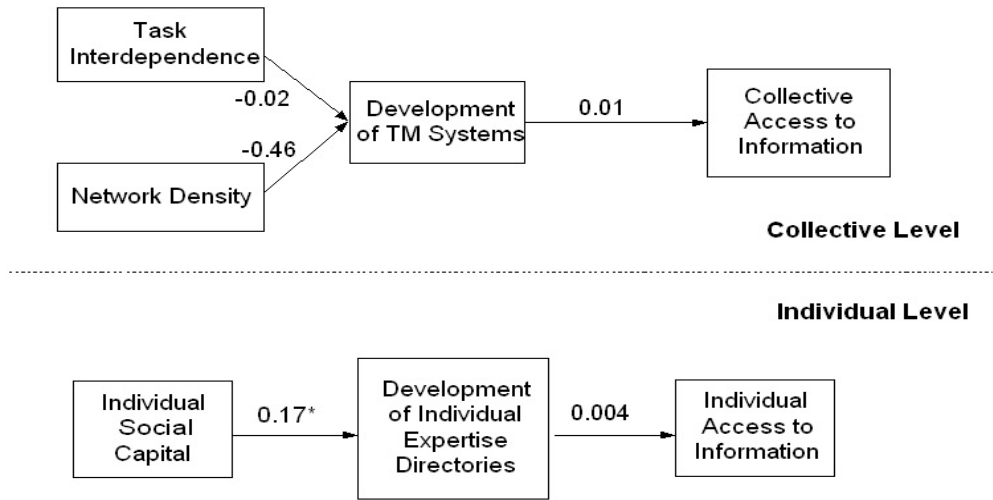 Task
Interdependence
-0.02
Development
of TM Systems
0.01
Collective
Access to
Information
-0.46
Network Density
Collective Level
Individual Level
Individual
Social
Capital
0.17*
Development
of Individual
Expertise
Directories
0.004
Individual
Access to
Information